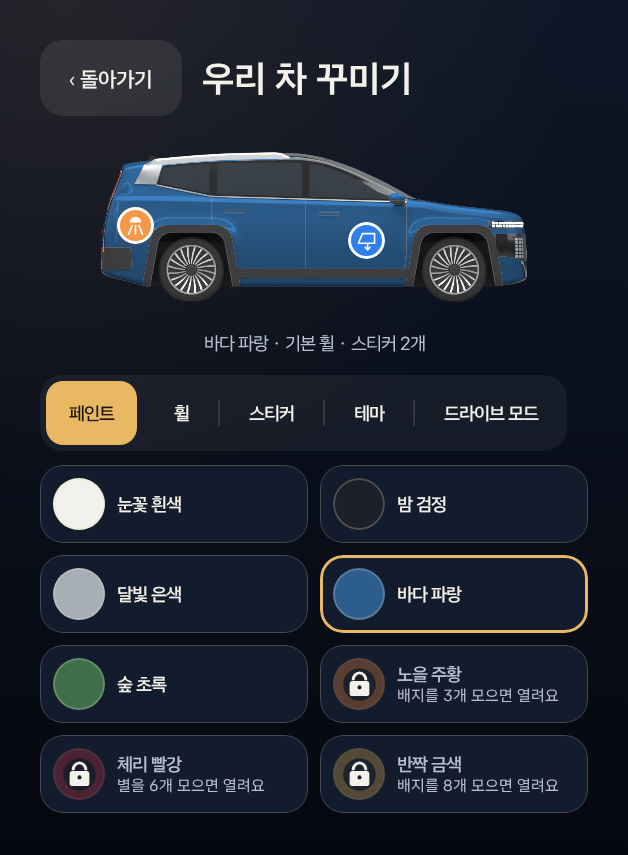 ‹ 돌아가기
우리 차 꾸미기
바다 파랑 · 기본 휠 · 스티커 2개
페인트
휠
스티커
테마
드라이브 모드
눈꽃 흰색
밤 검정
달빛 은색
바다 파랑
숲 초록
노을 주황
배지를 3개 모으면 열려요
체리 빨강
별을 6개 모으면 열려요
반짝 금색
배지를 8개 모으면 열려요